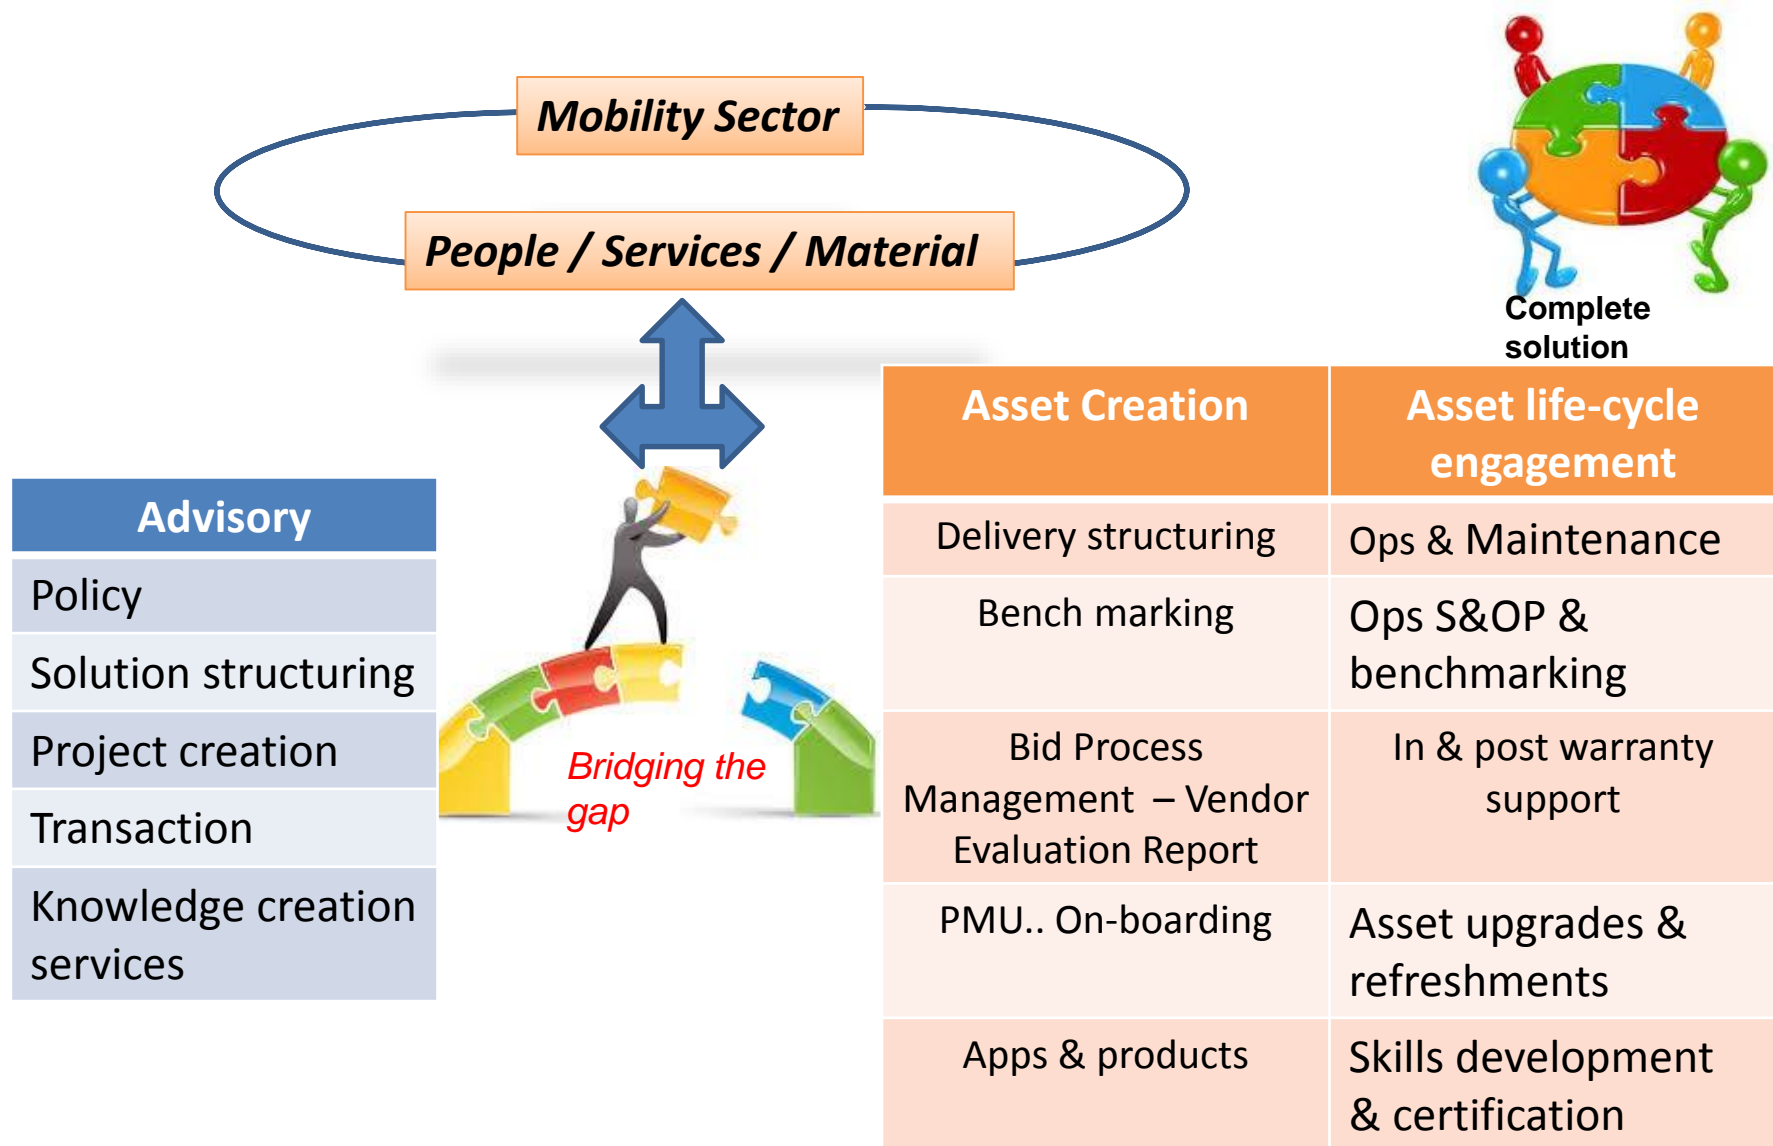 Mobility Sector
People / Services / Material
Complete
solution
Advisory
Policy
Solution structuring
Project creation
Transaction
Knowledge creation
services
Bridging the
gap
Asset Creation
Asset life-cycle
engagement
Delivery structuring
Ops & Maintenance
Bench marking
Ops S&OP &
benchmarking
Bid Process
Management – Vendor
Evaluation Report
In & post warranty
support
PMU.. On-boarding
Asset upgrades &
refreshments
Apps & products
Skills development
& certification